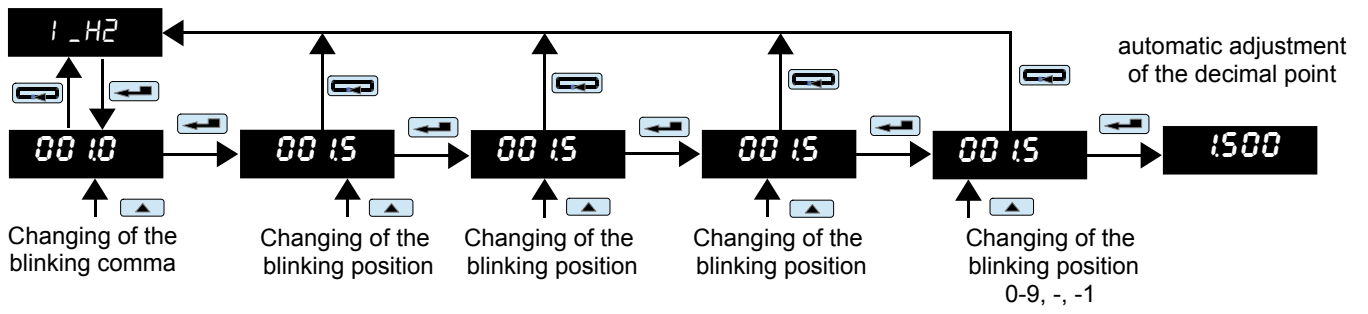 1_H2
automatic adjustment
of the decimal point
001.0
001.5
001.5
001.5
001.5
1.500
Changing of the
blinking comma
Changing of the
blinking position
Changing of the
blinking position
Changing of the
blinking position
Changing of the
blinking position
0-9, -, -1